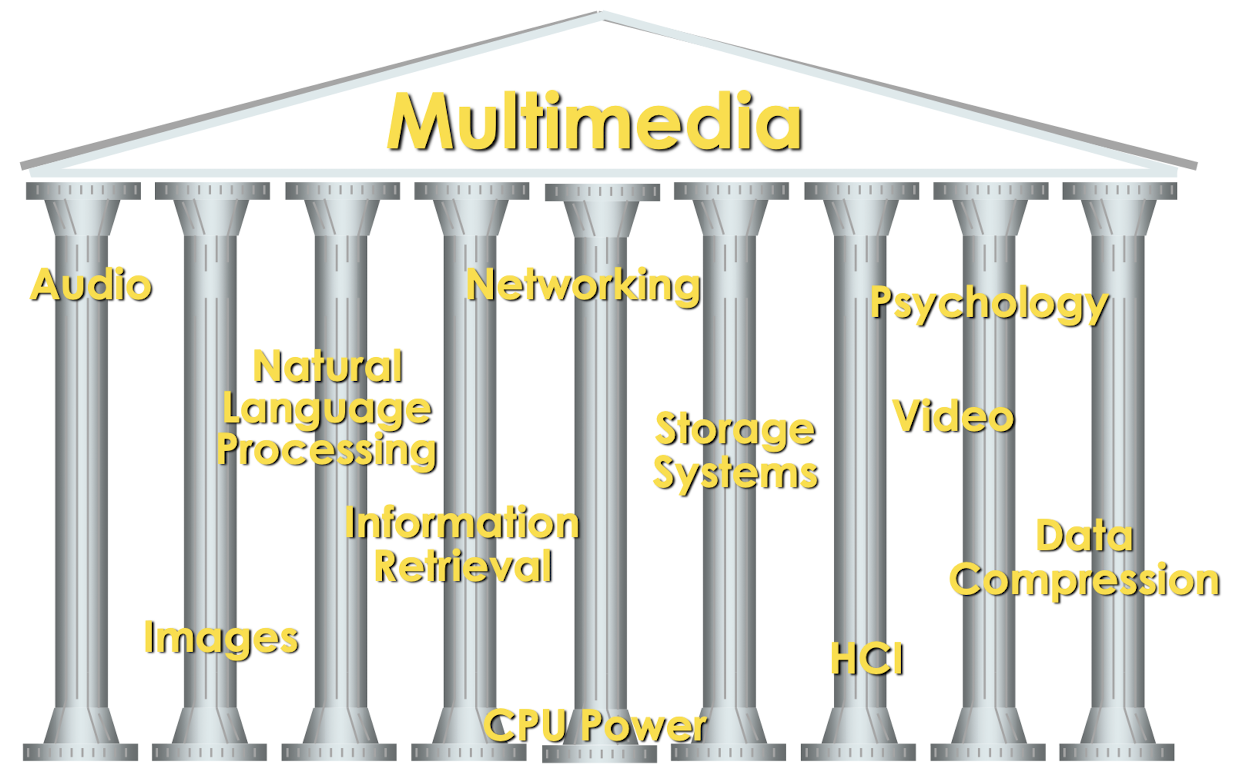 Multimedia
Audio
Networking
Psychology
Natural
Language
Processing
Video
Storage
Systems
Information
Retrieval
Data
Compression
Images
HCI
CPU Power